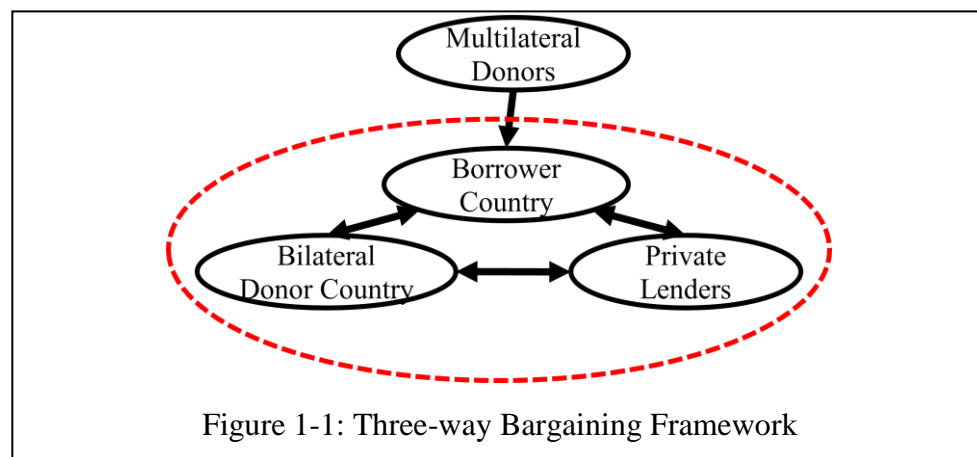 Multilateral
Donors
Borrower
Country
Bilateral
Donor Country
Private
Lenders
Figure 1-1: Three-way Bargaining Framework